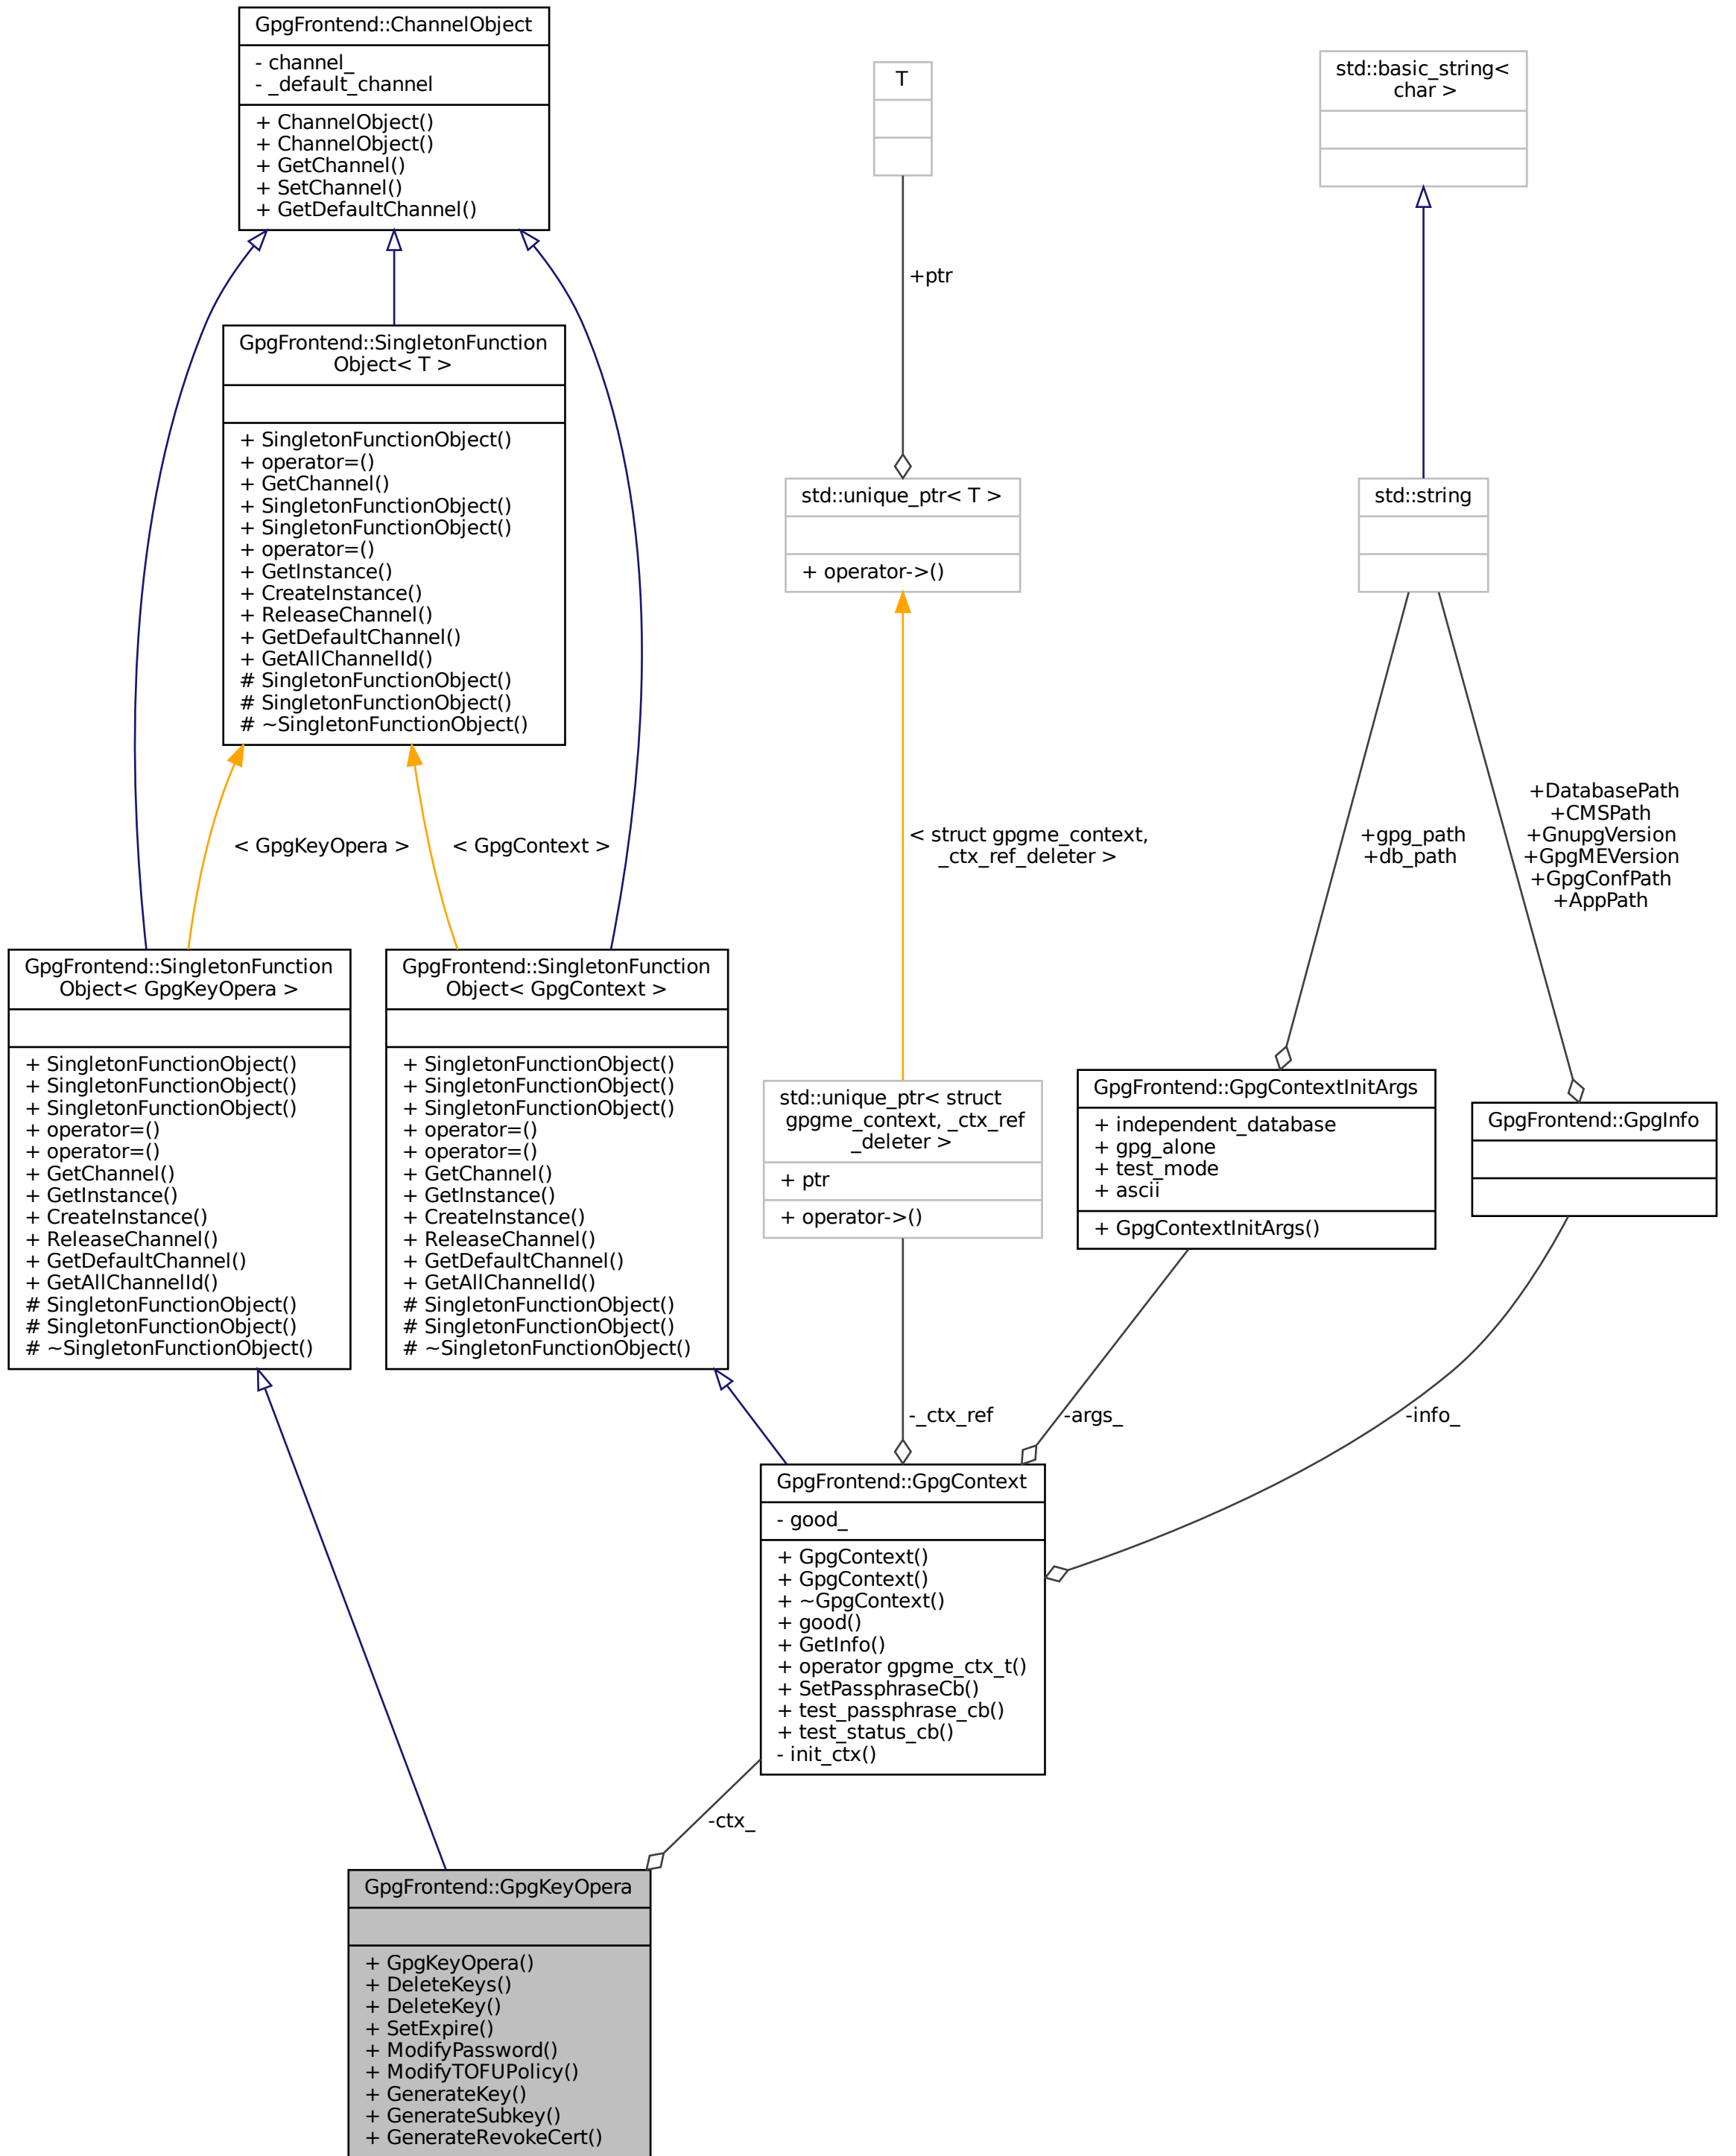 GpgFrontend::ChannelObject
- channel_
- _default_channel
+ ChannelObject()
+ ChannelObject()
+ GetChannel()
+ SetChannel()
+ GetDefaultChannel()
T
+ptr
std::basic_string<
char >
GpgFrontend::SingletonFunction
Object< T >
+ SingletonFunctionObject()
+ operator=()
+ GetChannel()
+ SingletonFunctionObject()
+ SingletonFunctionObject()
+ operator=()
+ GetInstance()
+ CreateInstance()
+ ReleaseChannel()
+ GetDefaultChannel()
+ GetAllChannelId()
# SingletonFunctionObject()
# SingletonFunctionObject()
# ~SingletonFunctionObject()
std::unique_ptr< T >
+ operator->()
std::string
< GpgKeyOpera >
< GpgContext >
< struct gpgme_context,
_ctx_ref_deleter >
+gpg_path
+db_path
+DatabasePath
+CMSPath
+GnupgVersion
+GpgMEVersion
+GpgConfPath
+AppPath
GpgFrontend::SingletonFunction
Object< GpgKeyOpera >
+ SingletonFunctionObject()
+ SingletonFunctionObject()
+ SingletonFunctionObject()
+ operator=()
+ operator=()
+ GetChannel()
+ GetInstance()
+ CreateInstance()
+ ReleaseChannel()
+ GetDefaultChannel()
+ GetAllChannelId()
# SingletonFunctionObject()
# SingletonFunctionObject()
# ~SingletonFunctionObject()
GpgFrontend::SingletonFunction
Object< GpgContext >
+ SingletonFunctionObject()
+ SingletonFunctionObject()
+ SingletonFunctionObject()
+ operator=()
+ operator=()
+ GetChannel()
+ GetInstance()
+ CreateInstance()
+ ReleaseChannel()
+ GetDefaultChannel()
+ GetAllChannelId()
# SingletonFunctionObject()
# SingletonFunctionObject()
# ~SingletonFunctionObject()
std::unique_ptr< struct
gpgme_context, _ctx_ref
_deleter >
+ ptr
+ operator->()
GpgFrontend::GpgContextInitArgs
+ independent_database
+ gpg_alone
+ test_mode
+ ascii
+ GpgContextInitArgs()
GpgFrontend::GpgInfo
-_ctx_ref
-args_
-info_
GpgFrontend::GpgContext
- good_
+ GpgContext()
+ GpgContext()
+ ~GpgContext()
+ good()
+ GetInfo()
+ operator gpgme_ctx_t()
+ SetPassphraseCb()
+ test_passphrase_cb()
+ test_status_cb()
- init_ctx()
-ctx_
GpgFrontend::GpgKeyOpera
+ GpgKeyOpera()
+ DeleteKeys()
+ DeleteKey()
+ SetExpire()
+ ModifyPassword()
+ ModifyTOFUPolicy()
+ GenerateKey()
+ GenerateSubkey()
+ GenerateRevokeCert()